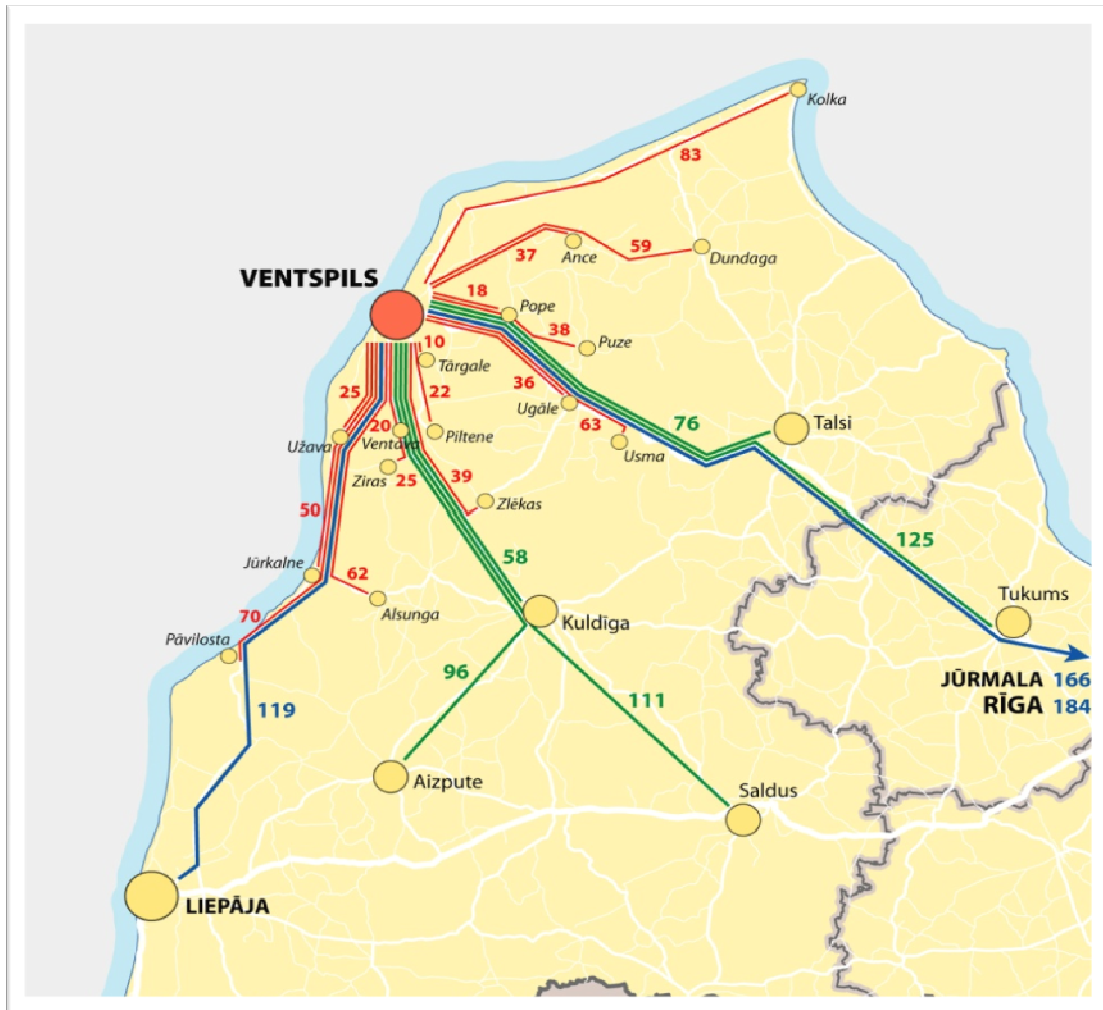 Kolka
83
37
Ance
59
Dundaga
VENTSPILS
18
Pope
38
Puze
10
Tārgale
25
22
36
Ugāle
76
Talsi
Užava
20
Ventava
Piltene
63
Usma
Ziras
25
39
Zlēkas
50
125
58
Jūrkalne
62
Alsunga
Tukums
70
Kuldīga
Pāvilosta
96
JŪRMALA 166
RĪGA 184
119
111
Aizpute
Saldus
LIEPĀJA